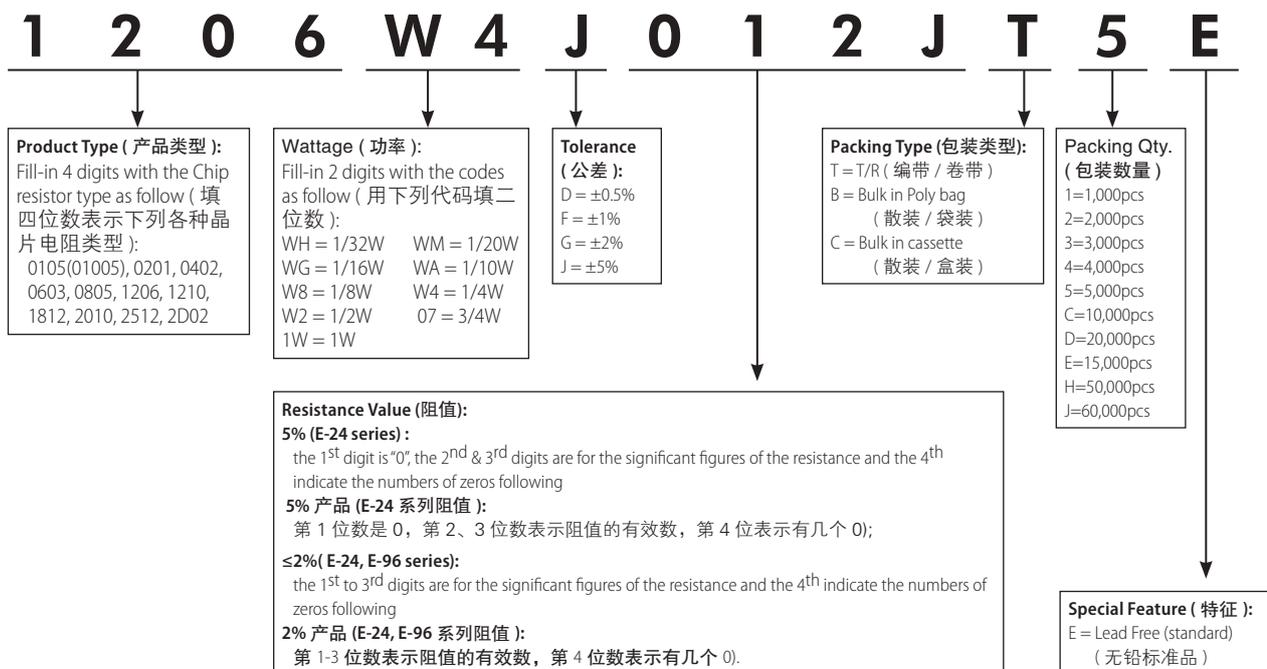 1 2 0 6 W 4 J 0 1 2 J T 5 E
Product Type ( 产品类型 ):
Fill-in 4 digits with the Chip
resistor type as follow ( 填
四位数表示下列各种晶
片电阻类型 ):
0105(01005), 0201, 0402,
0603, 0805, 1206, 1210,
1812, 2010, 2512, 2D02
Wattage ( 功率 ):
Fill-in 2 digits with the codes
as follow ( 用下列代码填二
位数 ):
WH = 1/32W WM = 1/20W
WG = 1/16W WA = 1/10W
W8 = 1/8W W4 = 1/4W
W2 = 1/2W 07 = 3/4W
1W = 1W
Tolerance
( 公差 ):
D = ±0.5%
F = ±1%
G = ±2%
J = ±5%
Packing Type (包装类型):
T = T/R ( 编带 / 卷带 )
B = Bulk in Poly bag
( 散装 / 袋装 )
C = Bulk in cassette
( 散装 / 盒装 )
Packing Qty.
( 包装数量 )
1=1,000pcs
2=2,000pcs
3=3,000pcs
4=4,000pcs
5=5,000pcs
C=10,000pcs
D=20,000pcs
E=15,000pcs
H=50,000pcs
J=60,000pcs
Resistance Value (阻值):
5% (E-24 series) :
the 1st digit is “0”, the 2nd & 3rd digits are for the significant figures of the resistance and the 4th
indicate the numbers of zeros following
5% 产品 (E-24 系列阻值 ):
第 1 位数是 0，第 2、3 位数表示阻值的有效数，第 4 位表示有几个 0);
≤2%( E-24, E-96 series):
the 1st to 3rd digits are for the significant figures of the resistance and the 4th indicate the numbers of
zeros following
2% 产品 (E-24, E-96 系列阻值 ):
第 1-3 位数表示阻值的有效数，第 4 位数表示有几个 0).
Special Feature ( 特征 ):
E = Lead Free (standard)
( 无铅标准品 )